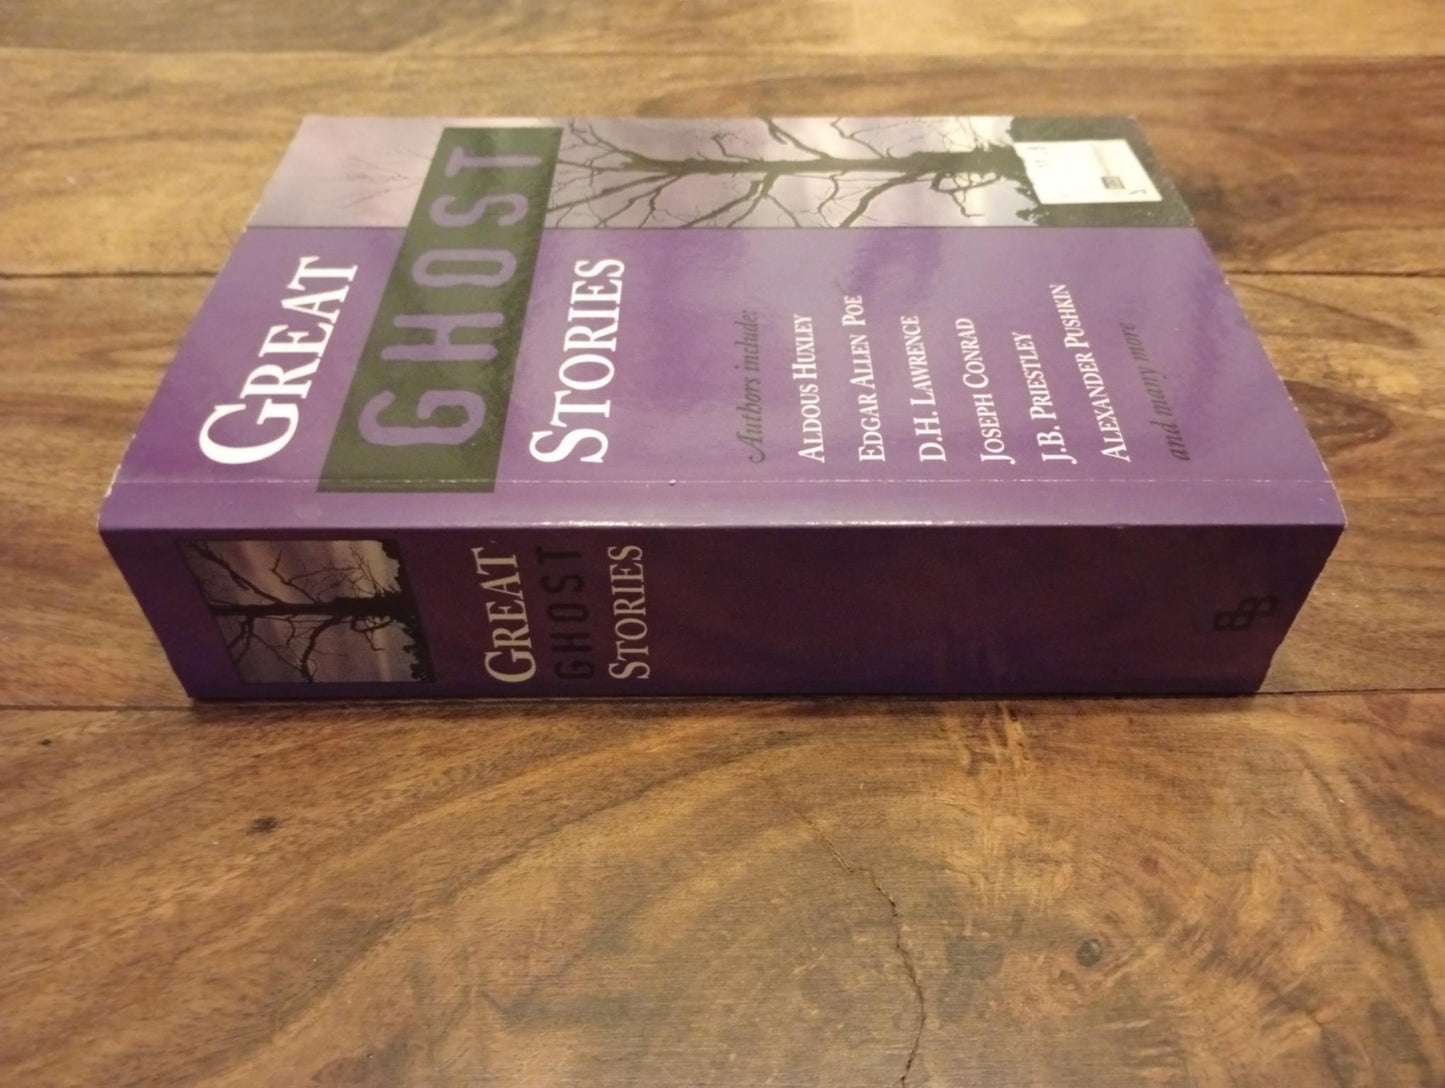 GREAT
GHOST
STORIES
Authors include:
ALDOUS HUXLEY
EDGAR ALLEN POE
D.H. LAWRENCE
JOSEPH CONRAD
J.B. PRIESTLEY
ALEXANDER PUSHKIN
and many more
GREAT
GHOST
STORIES